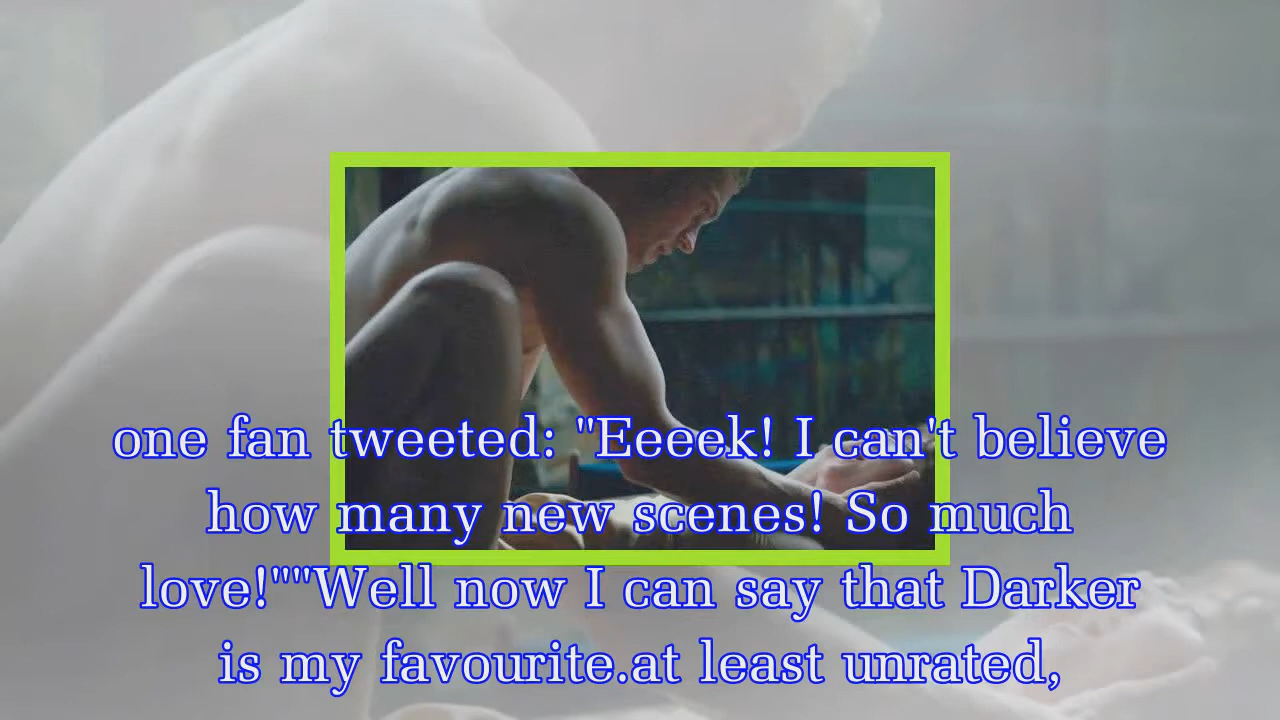 one fan tweeted: "Eeeek! I can't believe
how many new scenes! So much
love!""Well now I can say that Darker
is my favourite.at least unrated,